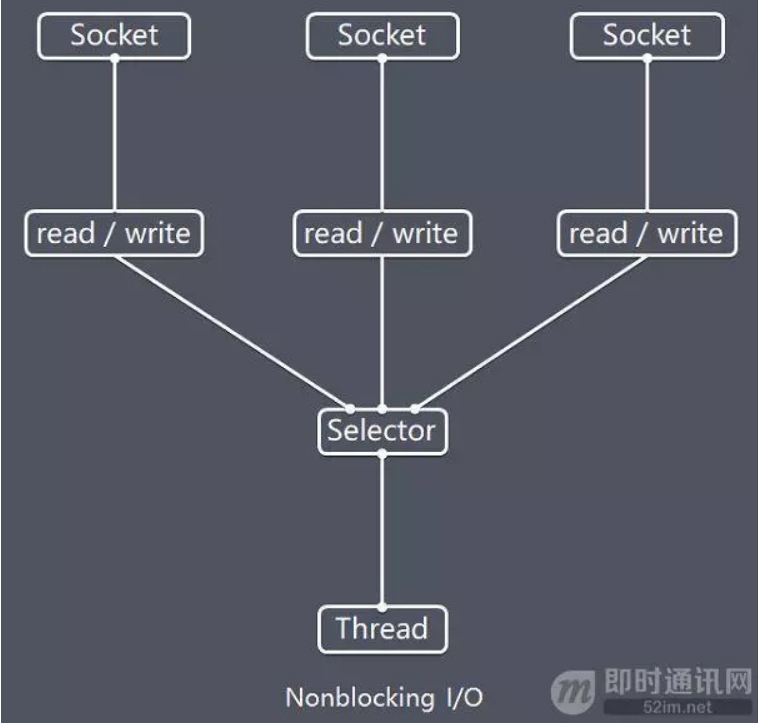 Socket Socket Socket
read / write read / write read / write
Selector
Thread
Nonblocking I/O
即时通讯网
52im.net